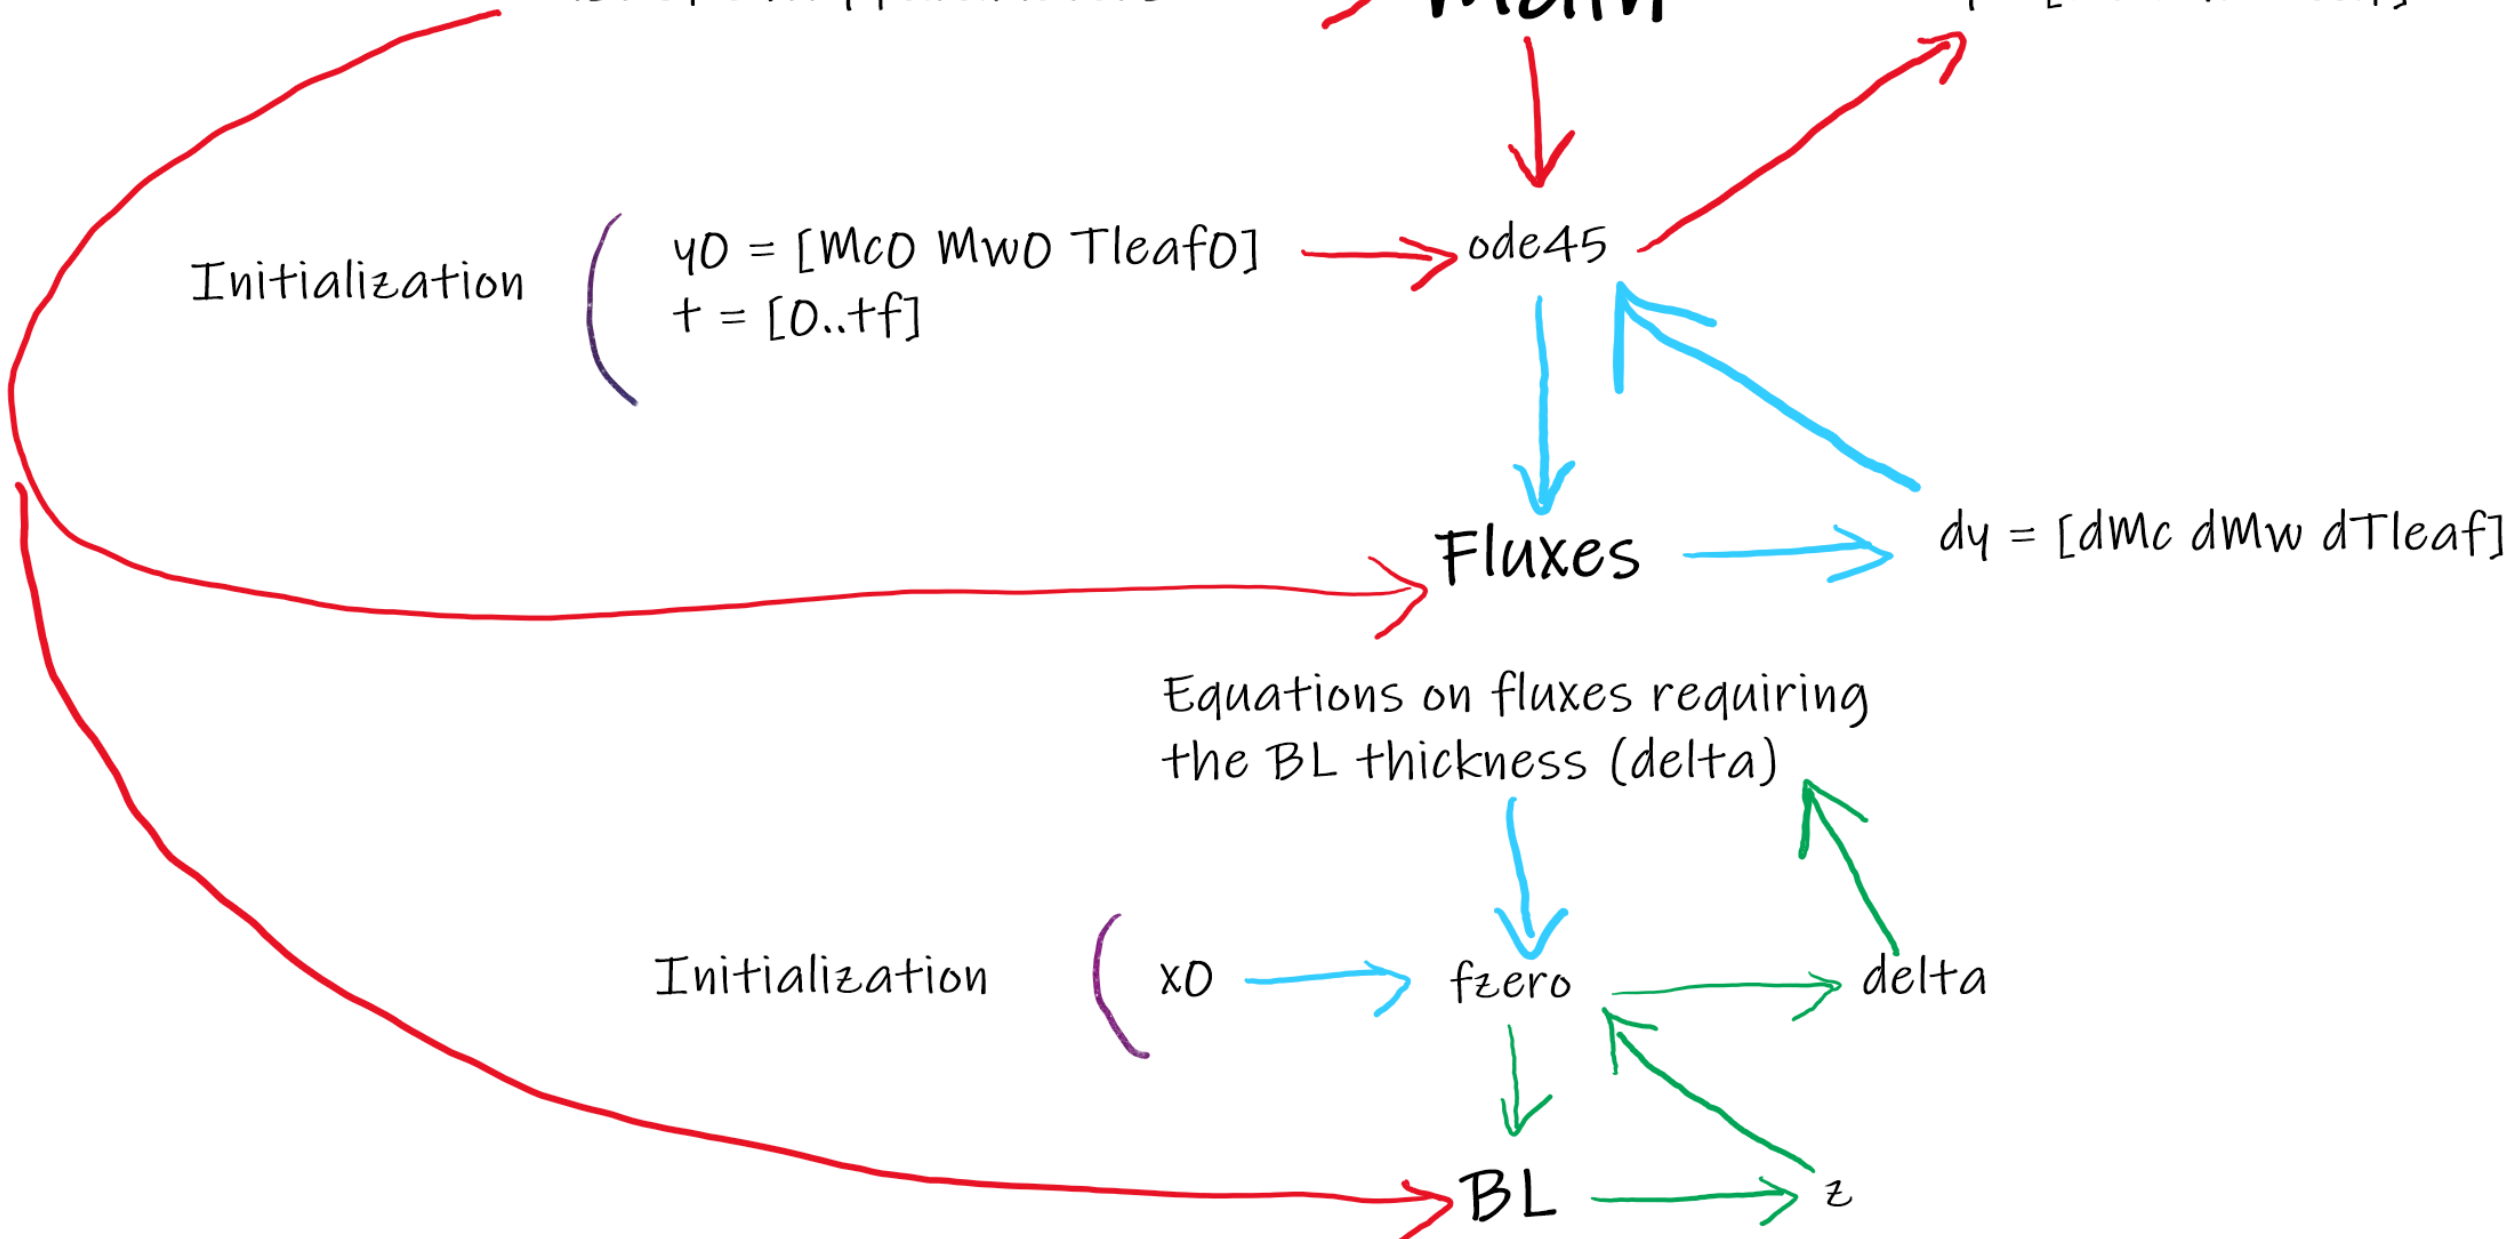 Main
y0 = [Mc0 Mw0 Tleaf0]
ode45
Initialization
t = [0..tf]
Fluxes
dy = [dMc dMw dTleaf]
Equations on fluxes requiring
the BL thickness (delta)
Initialization
x0
fzero
delta
BL
z